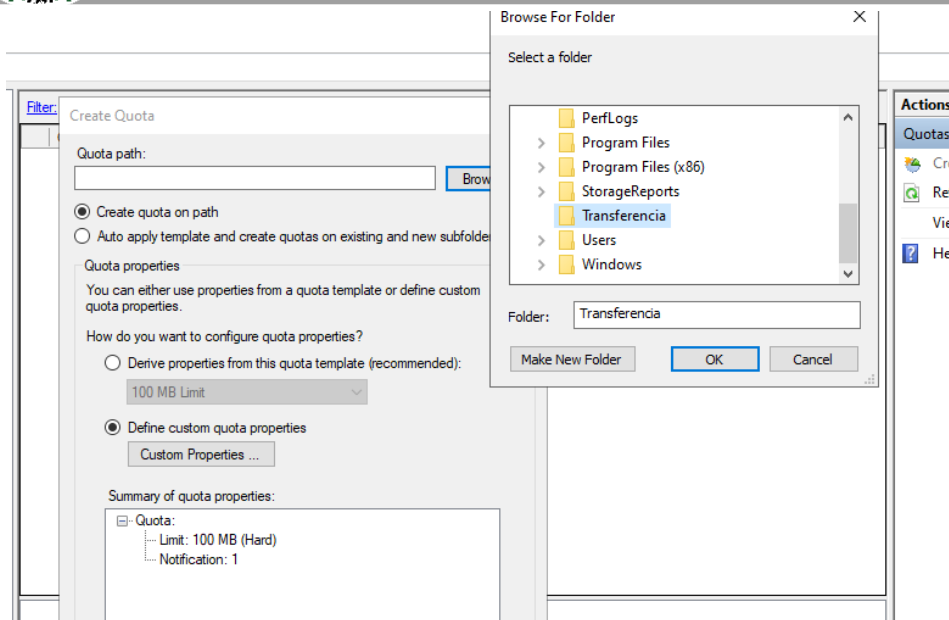 Browse For Folder
Select a folder
PerfLogs
Program Files
Program Files (x86)
StorageReports
Transferencia
Users
Windows
Folder:
Transferencia
Make New Folder
OK
Cancel
Filter:
Create Quota
Quota path:
Brow
Create quota on path
Auto apply template and create quotas on existing and new subfolde
Quota properties
You can either use properties from a quota template or define custom
quota properties.
How do you want to configure quota properties?
Derive properties from this quota template (recommended):
100 MB Limit
Define custom quota properties
Custom Properties ...
Summary of quota properties:
Quota:
Limit: 100 MB (Hard)
Notification: 1
Actions
Quotas
Cr
Re
Vie
He